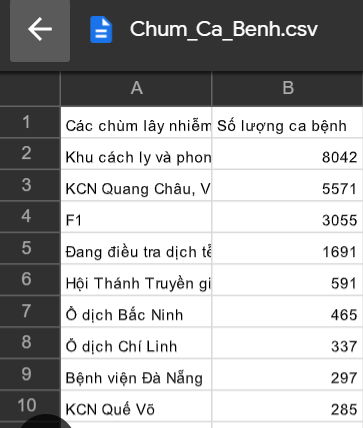 Chum_Ca_Benh.csv
A B
1 Các chùm lây nhiễm Số lượng ca bệnh
2 Khu cách ly và phon 8042
3 KCN Quang Châu, V 5571
4 F1 3055
5 Đang điều tra dịch tễ 1691
6 Hội Thánh Truyền gi 591
7 Ổ dịch Bắc Ninh 465
8 Ổ dịch Chí Linh 337
9 Bệnh viện Đà Nẵng 297
10 KCN Quế Võ 285